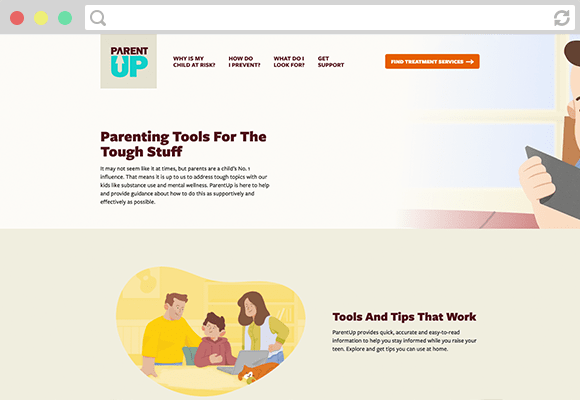 PARENT
UP
WHY IS MY
CHILD AT RISK?
HOW DO
I PREVENT?
WHAT DO I
LOOK FOR?
GET
SUPPORT
FIND TREATMENT SERVICES
Parenting Tools For The
Tough Stuff
It may not seem like it at times, but parents are a child's No. 1
influence. That means it is up to us to address tough topics with our
kids like substance use and mental wellness. ParentUp is here to help
and provide guidance about how to do this as supportively and
effectively as possible.
Tools And Tips That Work
ParentUp provides quick, accurate and easy-to-read
information to help you stay informed while you raise your
teen. Explore and get tips you can use at home.